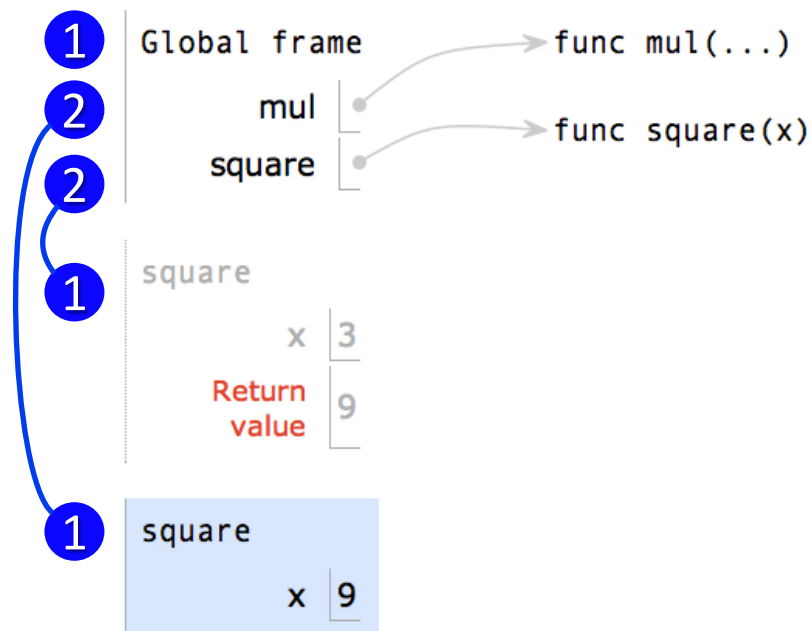 1 Global frame func mul(...)
2 mul
square func square(x)
2
1 square
x 3
Return
value 9
1 square
x 9